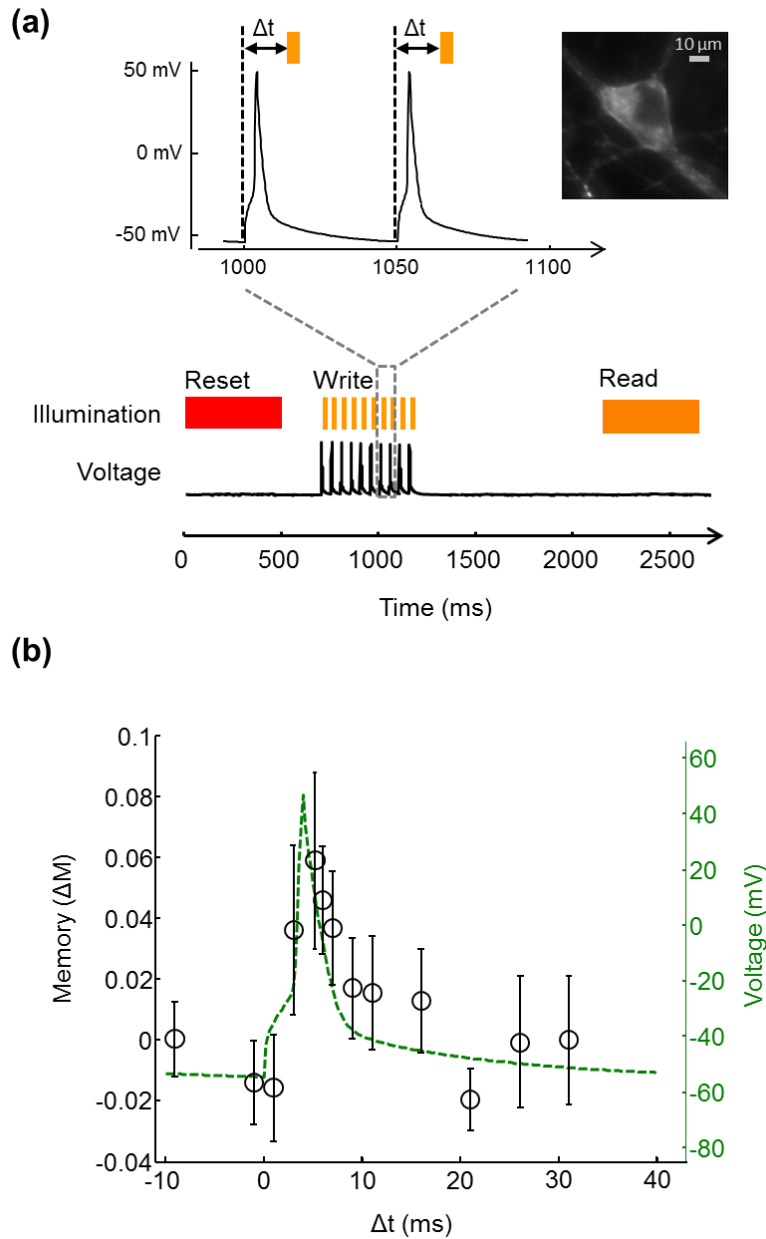 (a)
Δt Δt
10 μm
50 mV
0 mV
-50 mV
1000 1050 1100
Reset Write Read
Illumination
Voltage
0 500 1000 1500 2000 2500
Time (ms)
(b)
0.1
0.08
0.06
0.04
0.02
0
-0.02
-0.04
Memory (ΔM)
60
40
20
0
-20
-40
-60
-80
Voltage (mV)
-10 0 10 20 30 40
Δt (ms)